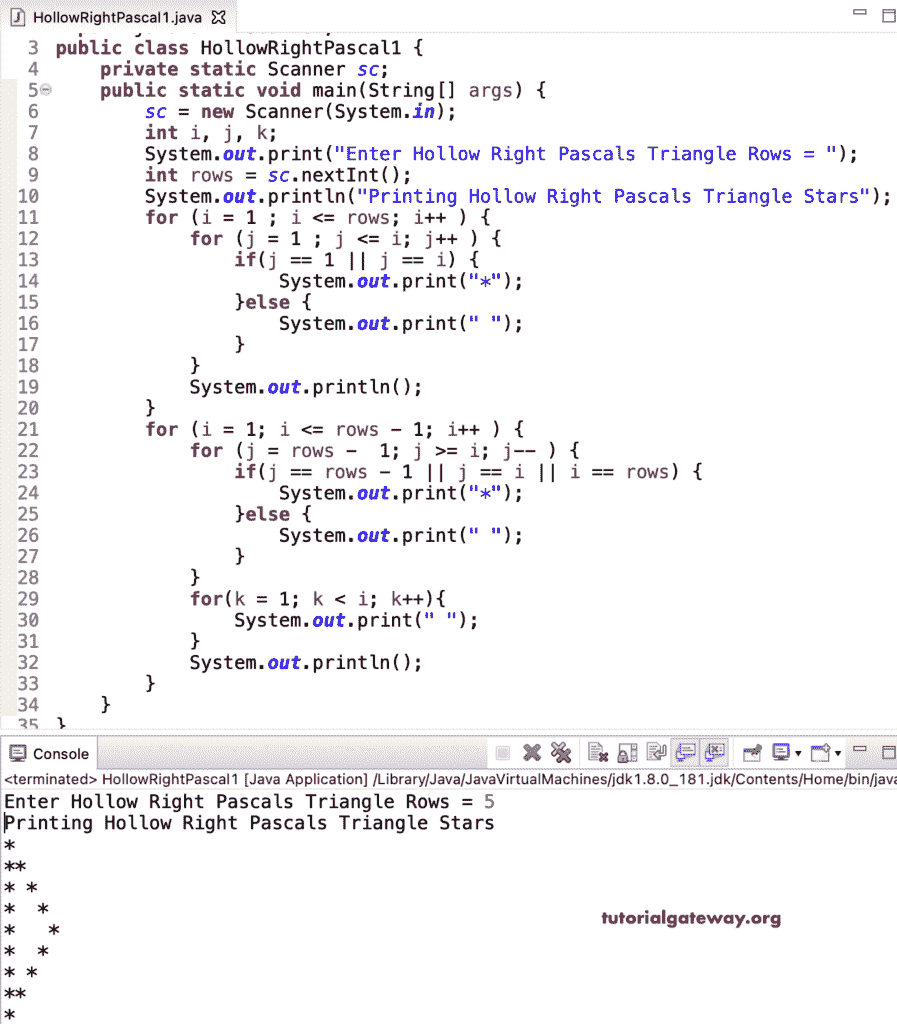 HollowRightPascal1.java
3 public class HollowRightPascal1 {
4     private static Scanner sc;
5     public static void main(String[] args) {
6         sc = new Scanner(System.in);
7         int i, j, k;
8         System.out.print("Enter Hollow Right Pascals Triangle Rows = ");
9         int rows = sc.nextInt();
10         System.out.println("Printing Hollow Right Pascals Triangle Stars");
11         for (i = 1 ; i <= rows; i++ ) {
12             for (j = 1 ; j <= i; j++ ) {
13                 if(j == 1 || j == i) {
14                     System.out.print("*");
15                 }else {
16                     System.out.print(" ");
17                 }
18             }
19             System.out.println();
20         }
21         for (i = 1; i <= rows - 1; i++ ) {
22             for (j = rows -  1; j >= i; j-- ) {
23                 if(j == rows - 1 || j == i || i == rows) {
24                     System.out.print("*");
25                 }else {
26                     System.out.print(" ");
27                 }
28             }
29             for(k = 1; k < i; k++){
30                 System.out.print(" ");
31             }
32             System.out.println();
33         }
34     }
35 }
Console
<terminated> HollowRightPascal1 [Java Application] /Library/Java/JavaVirtualMachines/jdk1.8.0_181.jdk/Contents/Home/bin/java
Enter Hollow Right Pascals Triangle Rows = 5
Printing Hollow Right Pascals Triangle Stars
*
**
* *
*  *
*   *
*  *
* *
**
*
tutorialgateway.org